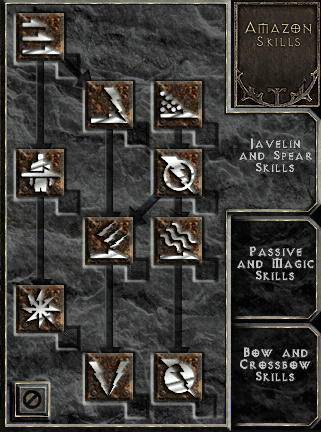 Amazon
Skills
Javelin
and Spear
Skills
Passive
and Magic
Skills
Bow and
Crossbow
Skills